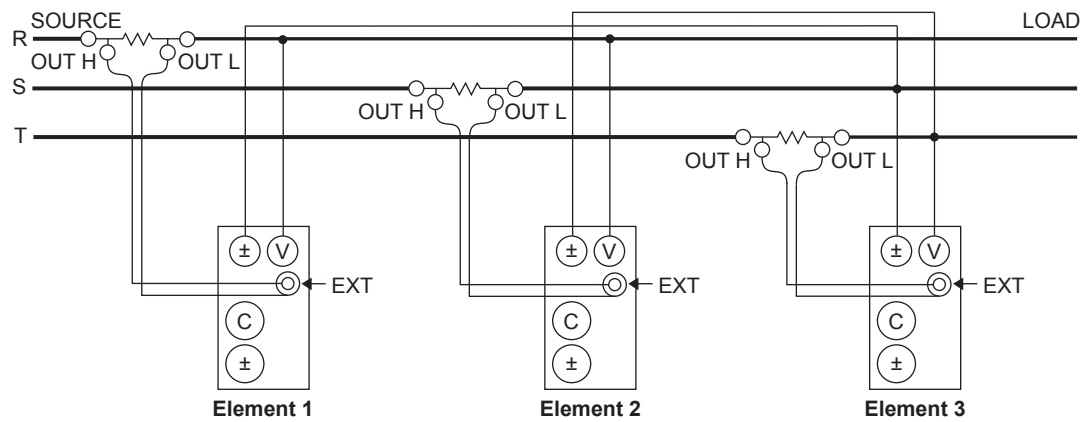 SOURCE LOAD
R
OUT H OUT L
S
OUT H OUT L
T
OUT H OUT L
± V ± V ± V
EXT EXT EXT
C C C
± ± ±
Element 1 Element 2 Element 3